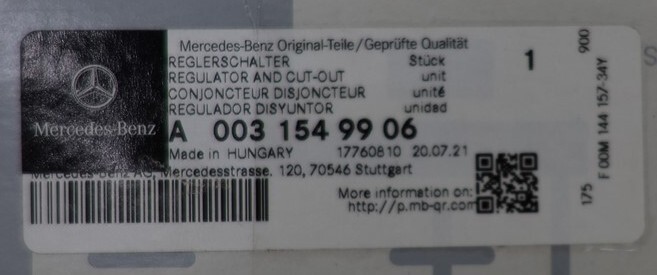 Mercedes-Benz Original-Teile/Geprüfte Qualität
REGLERSCHALTER Stück 1
REGULATOR AND CUT-OUT unit
CONJONCTEUR DISJONCTEUR unité
REGULADOR DISYUNTOR unidad
Mercedes-Benz
A 003 154 99 06
Made in HUNGARY 17760810 20.07.21
Mercedes-Benz AG, Mercedesstrasse. 120, 70546 Stuttgart
More information on:
http://p.mb-qr.com
900
175 F 00M 144 157-34Y